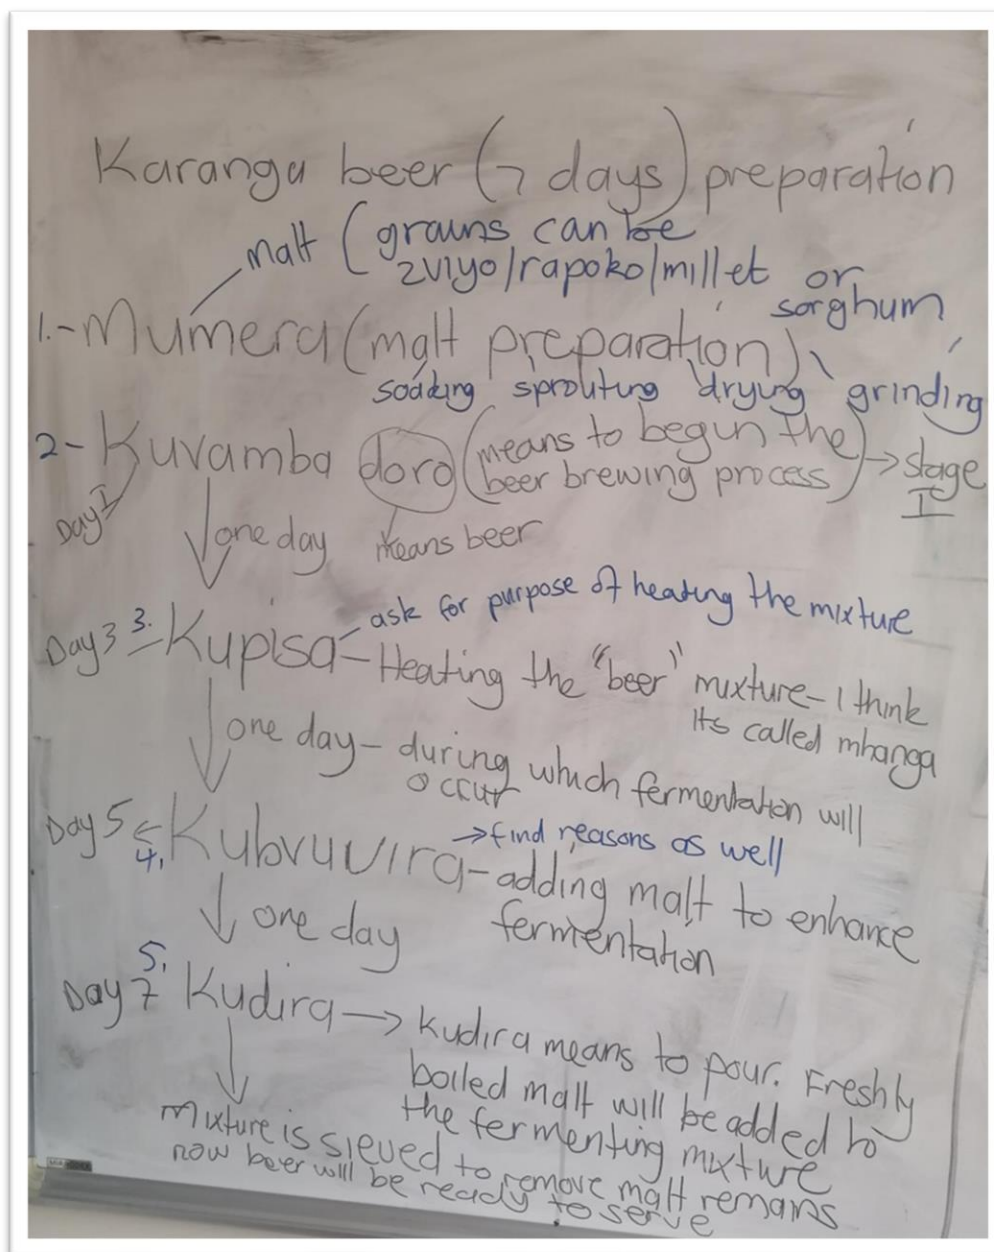 Karanga beer (7 days) preparation
malt (grains can be
zviyo/rapoko/millet or
sorghum
1.- Mumera (malt preparation)
soaking sprouting drying grinding
2- Kuvamba doro (means to begin the
beer brewing process) → stage
I
Day I
one day means beer
ask for purpose of heating the mixture
Day 3 3. Kupisa - Heating the "beer" mixture - I think
its called mhanga
one day - during which fermentation will
occur
→ find reasons as well
Day 5 4. Kubvuvira - adding malt to enhance
fermentation
one day
5.
Day 7 Kudira → Kudira means to pour. Freshly
boiled malt will be added to
the fermenting mixture
Mixture is sieved to remove malt remans
now beer will be ready to serve